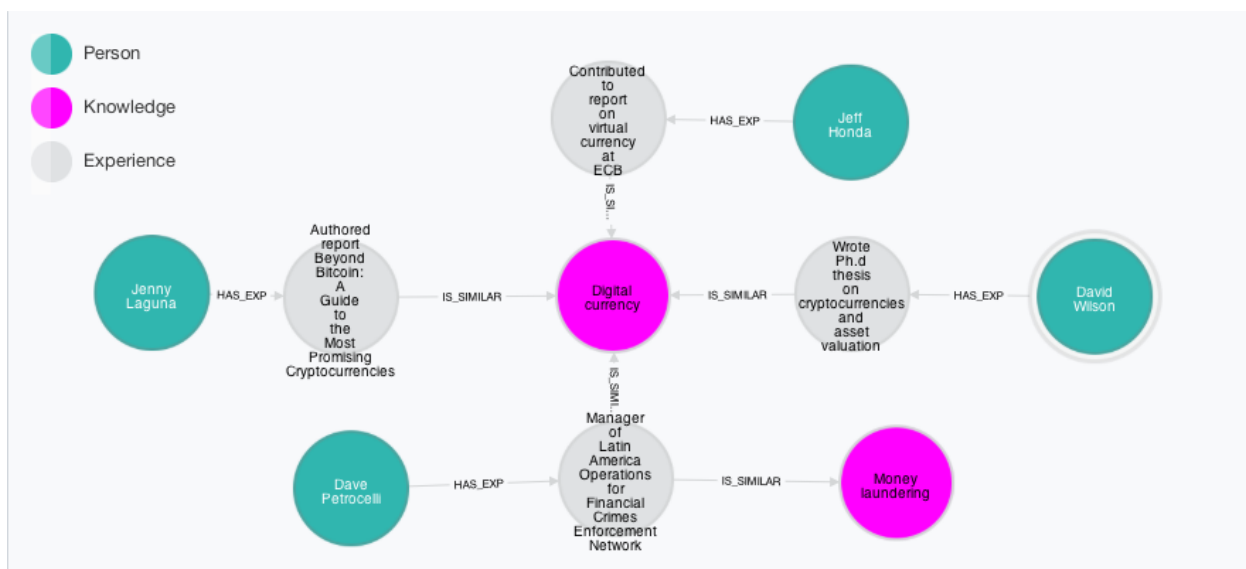 Person
Knowledge
Experience
Contributed
to
report
on
virtual
currency
at
ECB
HAS_EXP
Jeff
Honda
IS_SI...
Jenny
Laguna
HAS_EXP
Authored
report
Beyond
Bitcoin:
A
Guide
to
the
Most
Promising
Cryptocurrencies
IS_SIMILAR
Digital
currency
IS_SIMILAR
Wrote
Ph.d
thesis
on
cryptocurrencies
and
asset
valuation
HAS_EXP
David
Wilson
IS_SIMI...
Dave
Petrocelli
HAS_EXP
Manager
of
Latin
America
Operations
for
Financial
Crimes
Enforcement
Network
IS_SIMILAR
Money
laundering